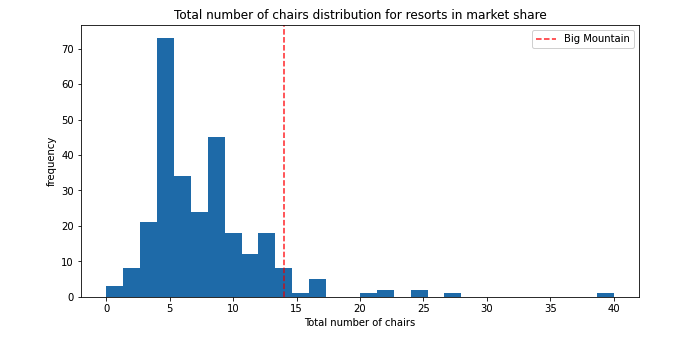 Total number of chairs distribution for resorts in market share
Big Mountain
frequency
70
60
50
40
30
20
10
0
0 5 10 15 20 25 30 35 40
Total number of chairs